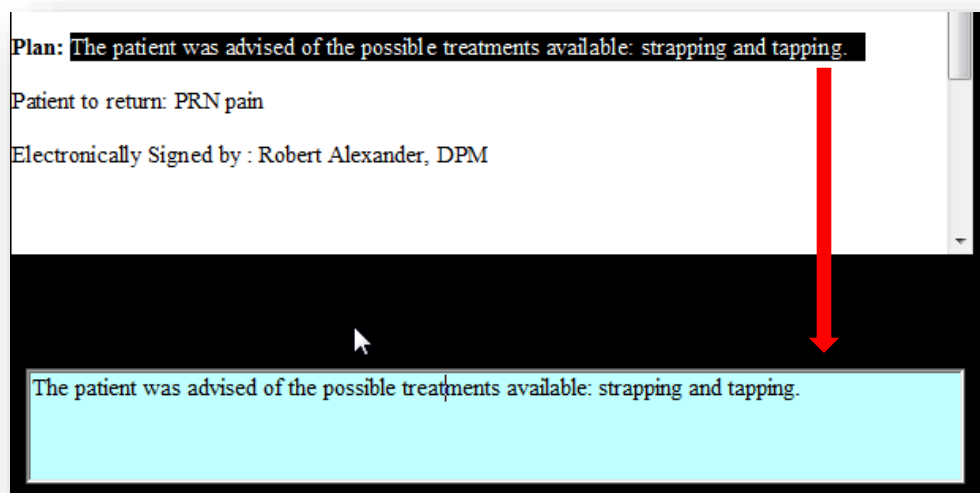 Plan: The patient was advised of the possible treatments available: strapping and tapping.
Patient to return: PRN pain
Electronically Signed by : Robert Alexander, DPM
The patient was advised of the possible treatments available: strapping and tapping.